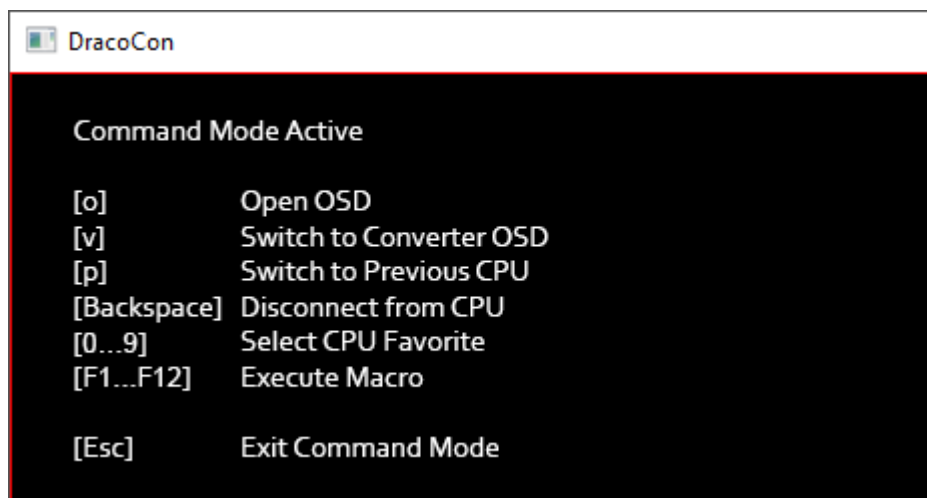 DracoCon
Command Mode Active
[o] Open OSD
[v] Switch to Converter OSD
[p] Switch to Previous CPU
[Backspace] Disconnect from CPU
[0...9] Select CPU Favorite
[F1...F12] Execute Macro
[Esc] Exit Command Mode